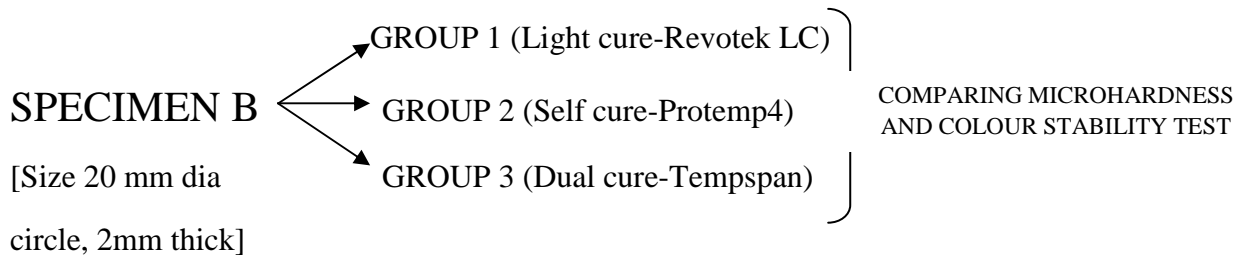 GROUP 1 (Light cure-Revotek LC)
SPECIMEN B
GROUP 2 (Self cure-Protemp4)
COMPARING MICROHARDNESS
AND COLOUR STABILITY TEST
[Size 20 mm dia
GROUP 3 (Dual cure-Tempspan)
circle, 2mm thick]